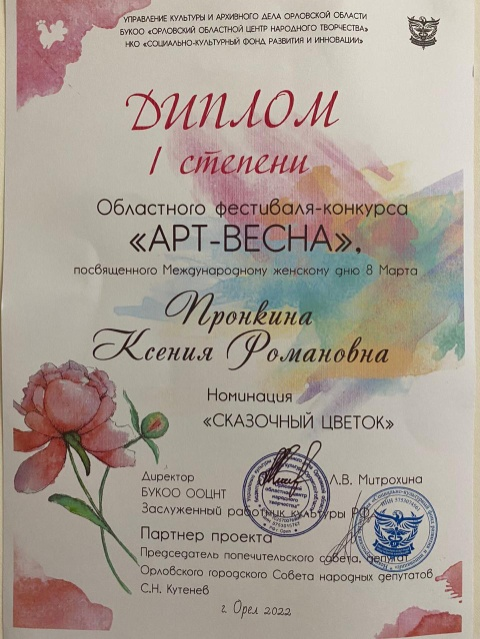 УПРАВЛЕНИЕ КУЛЬТУРЫ И АРХИВНОГО ДЕЛА ОРЛОВСКОЙ ОБЛАСТИ
БУКОО «ОРЛОВСКИЙ ОБЛАСТНОЙ ЦЕНТР НАРОДНОГО ТВОРЧЕСТВА»
НКО «СОЦИАЛЬНО-КУЛЬТУРНЫЙ ФОНД РАЗВИТИЯ И ИННОВАЦИИ»
ДИПЛОМ
I степени
Областного фестиваля-конкурса
«АРТ-ВЕСНА»,
посвященного Международному женскому дню 8 Марта
Пронкина
Ксения Романовна
Номинация
«СКАЗОЧНЫЙ ЦВЕТОК»
Директор
БУКОО ООЦНТ
Л.В. Митрохина
Заслуженный работник культуры РФ
Партнер проекта
Председатель попечительского совета, депутат
Орловского городского Совета народных депутатов
С.Н. Кутенев
г. Орел 2022